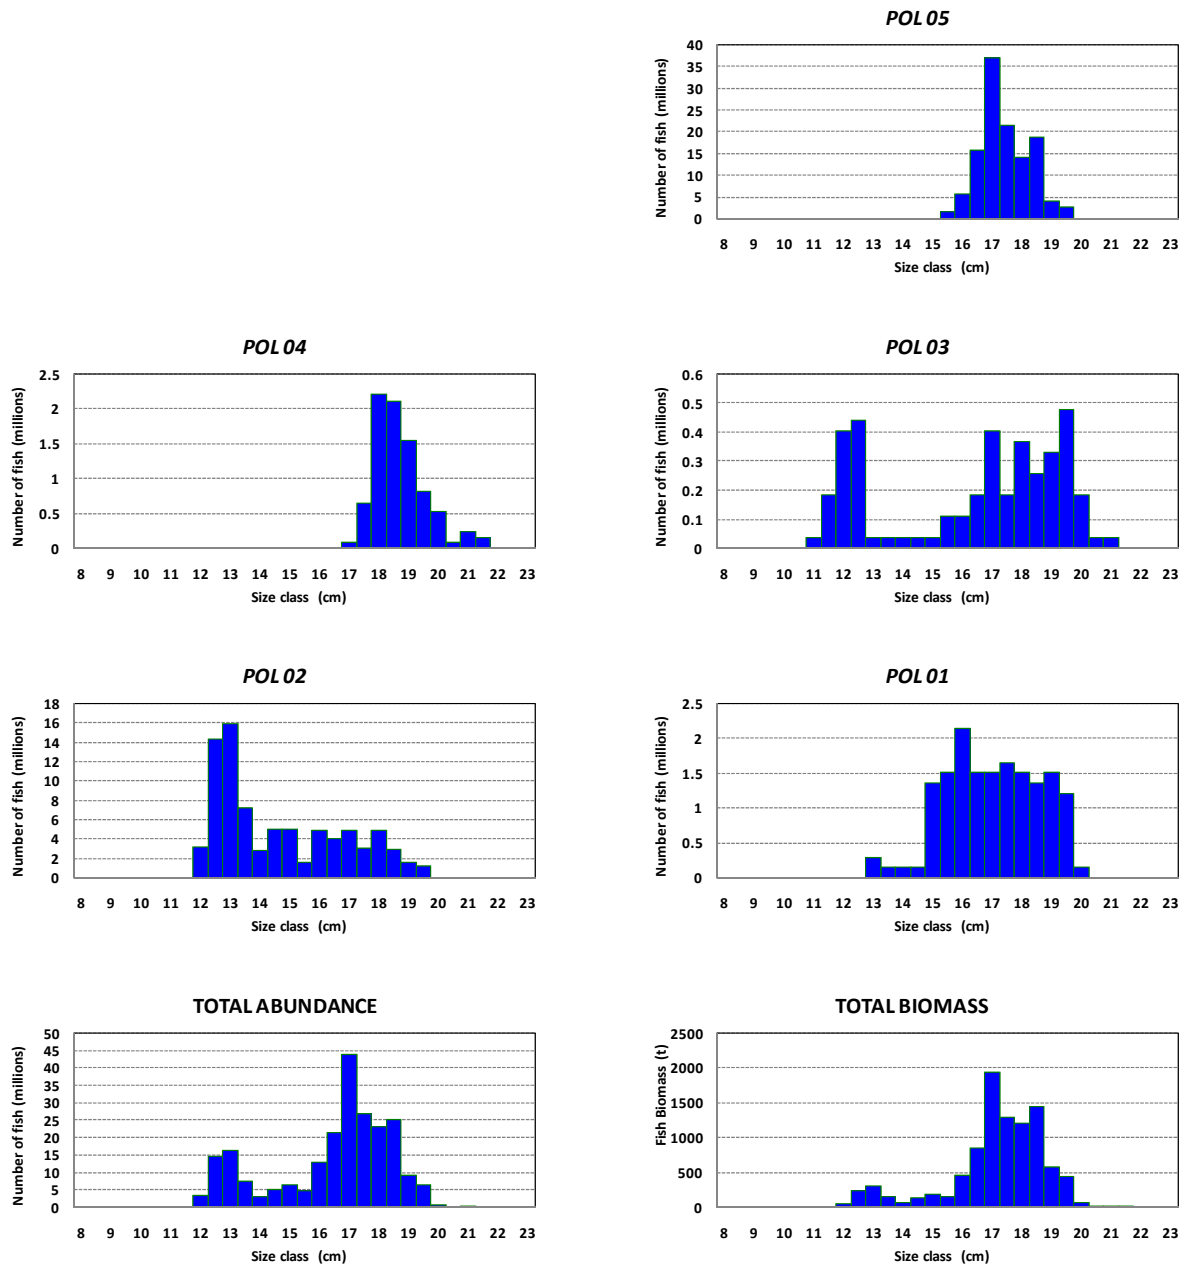 POL 05
Number of fish (millions)
40
35
30
25
20
15
10
5
0
8 9 10 11 12 13 14 15 16 17 18 19 20 21 22 23
Size class (cm)
POL 04
Number of fish (millions)
2.5
2
1.5
1
0.5
0
8 9 10 11 12 13 14 15 16 17 18 19 20 21 22 23
Size class (cm)
POL 03
Number of fish (millions)
0.6
0.5
0.4
0.3
0.2
0.1
0
8 9 10 11 12 13 14 15 16 17 18 19 20 21 22 23
Size class (cm)
POL 02
Number of fish (millions)
18
16
14
12
10
8
6
4
2
0
8 9 10 11 12 13 14 15 16 17 18 19 20 21 22 23
Size class (cm)
POL 01
Number of fish (millions)
2.5
2
1.5
1
0.5
0
8 9 10 11 12 13 14 15 16 17 18 19 20 21 22 23
Size class (cm)
TOTAL ABUNDANCE
Number of fish (millions)
50
45
40
35
30
25
20
15
10
5
0
8 9 10 11 12 13 14 15 16 17 18 19 20 21 22 23
Size class (cm)
TOTAL BIOMASS
Fish Biomass (t)
2500
2000
1500
1000
500
0
8 9 10 11 12 13 14 15 16 17 18 19 20 21 22 23
Size class (cm)